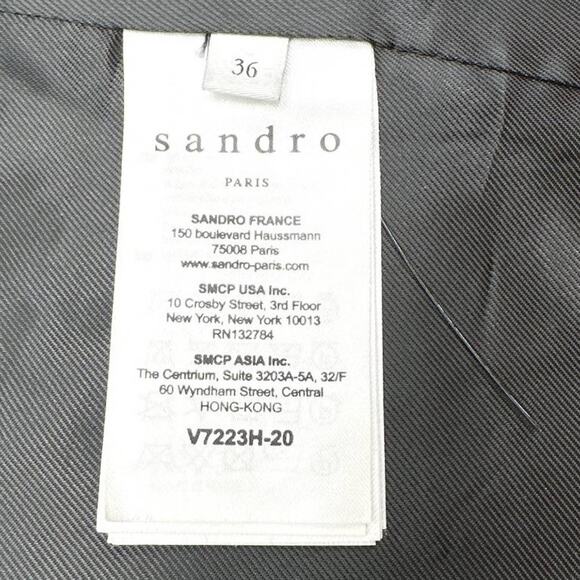 36
sandro
PARIS
SANDRO FRANCE
150 boulevard Haussmann
75008 Paris
www.sandro-paris.com
SMCP USA Inc.
10 Crosby Street, 3rd Floor
New York, New York 10013
RN132784
SMCP ASIA Inc.
The Centrium, Suite 3203A-5A, 32/F
60 Wyndham Street, Central
HONG-KONG
V7223H-20